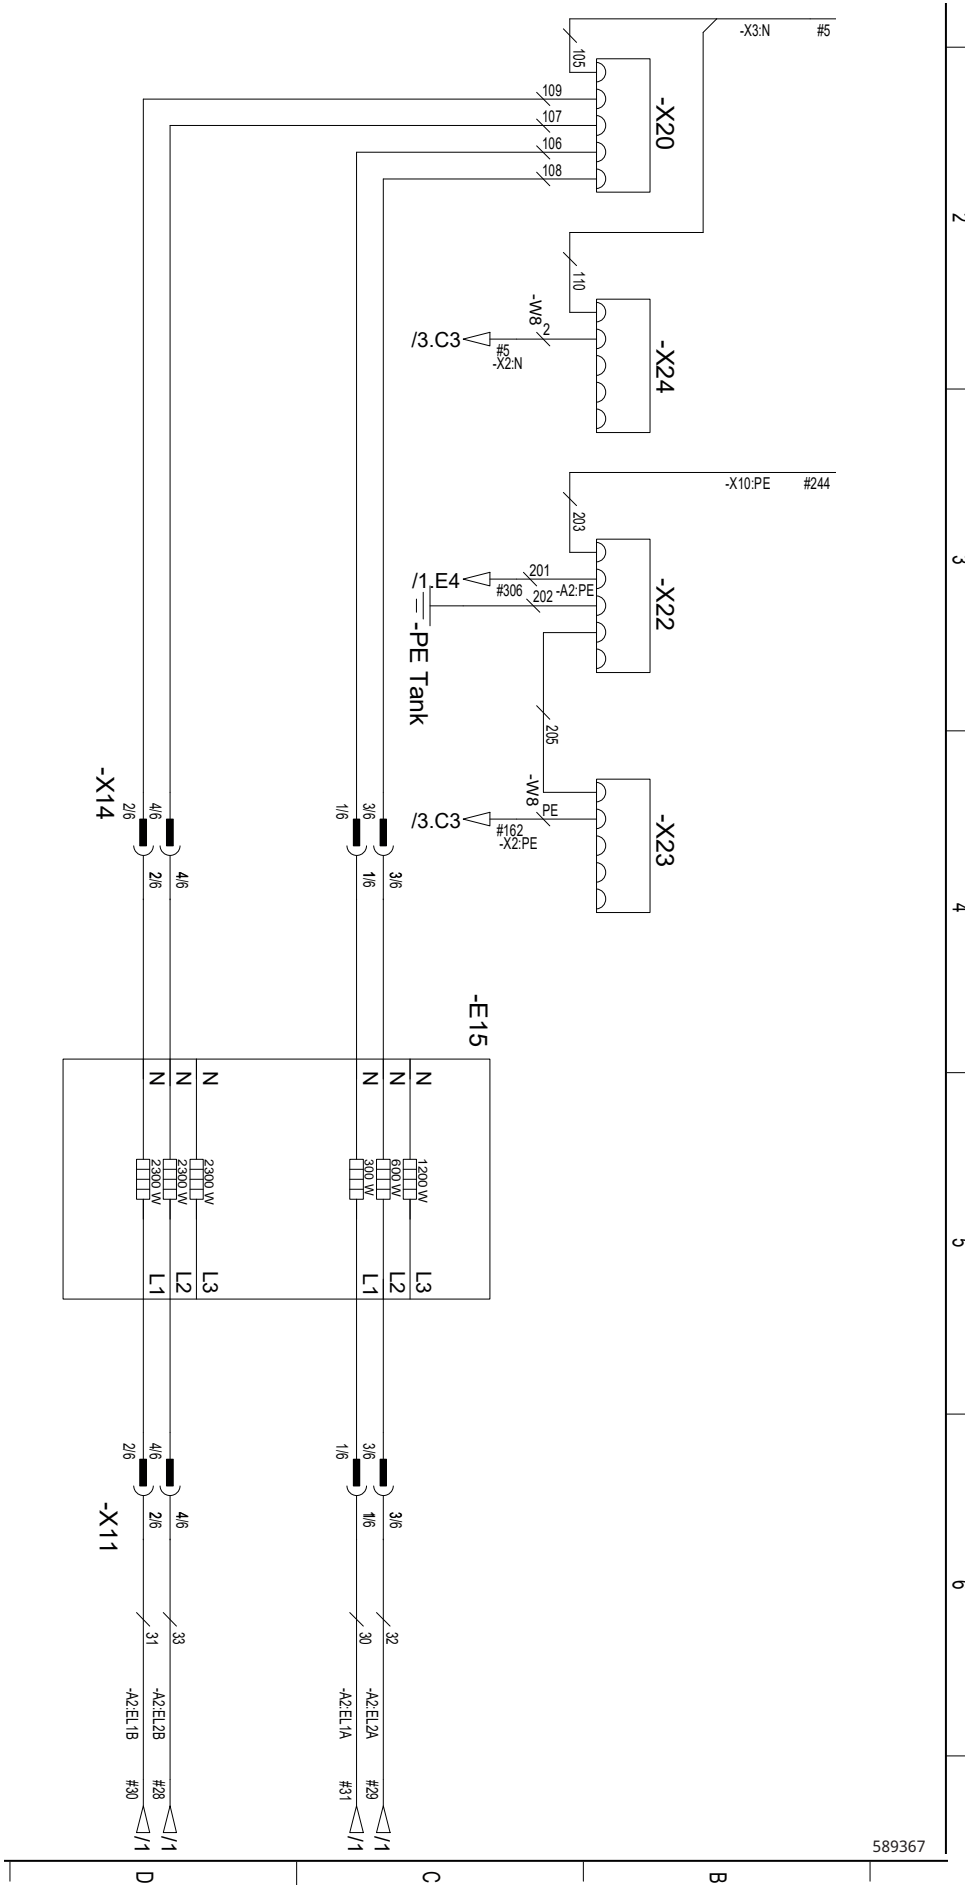 -X3:N #5
105
109
107
106
108
-X20
2
110
-W8
2
/3.C3
#5
-X2:N
-X24
-X10:PE #244
203
3
/1.E4
201
#306
-A2:PE
202
-X22
-PE Tank
205
-X14
2/6
4/6
1/6
3/6
2/6
4/6
1/6
3/6
-W8
PE
/3.C3
#162
-X2:PE
-X23
4
-E15
N
N
N
N
N
N
2300 W
2300 W
2300 W
300 W
600 W
1200 W
L1
L2
L3
L1
L2
L3
5
2/6
4/6
1/6
3/6
-X11
2/6
4/6
1/6
3/6
6
31
33
30
32
-A2:EL1B
-A2:EL2B
-A2:EL1A
-A2:EL2A
#30
#28
#31
#29
/1
/1
/1
/1
589367
D
C
B